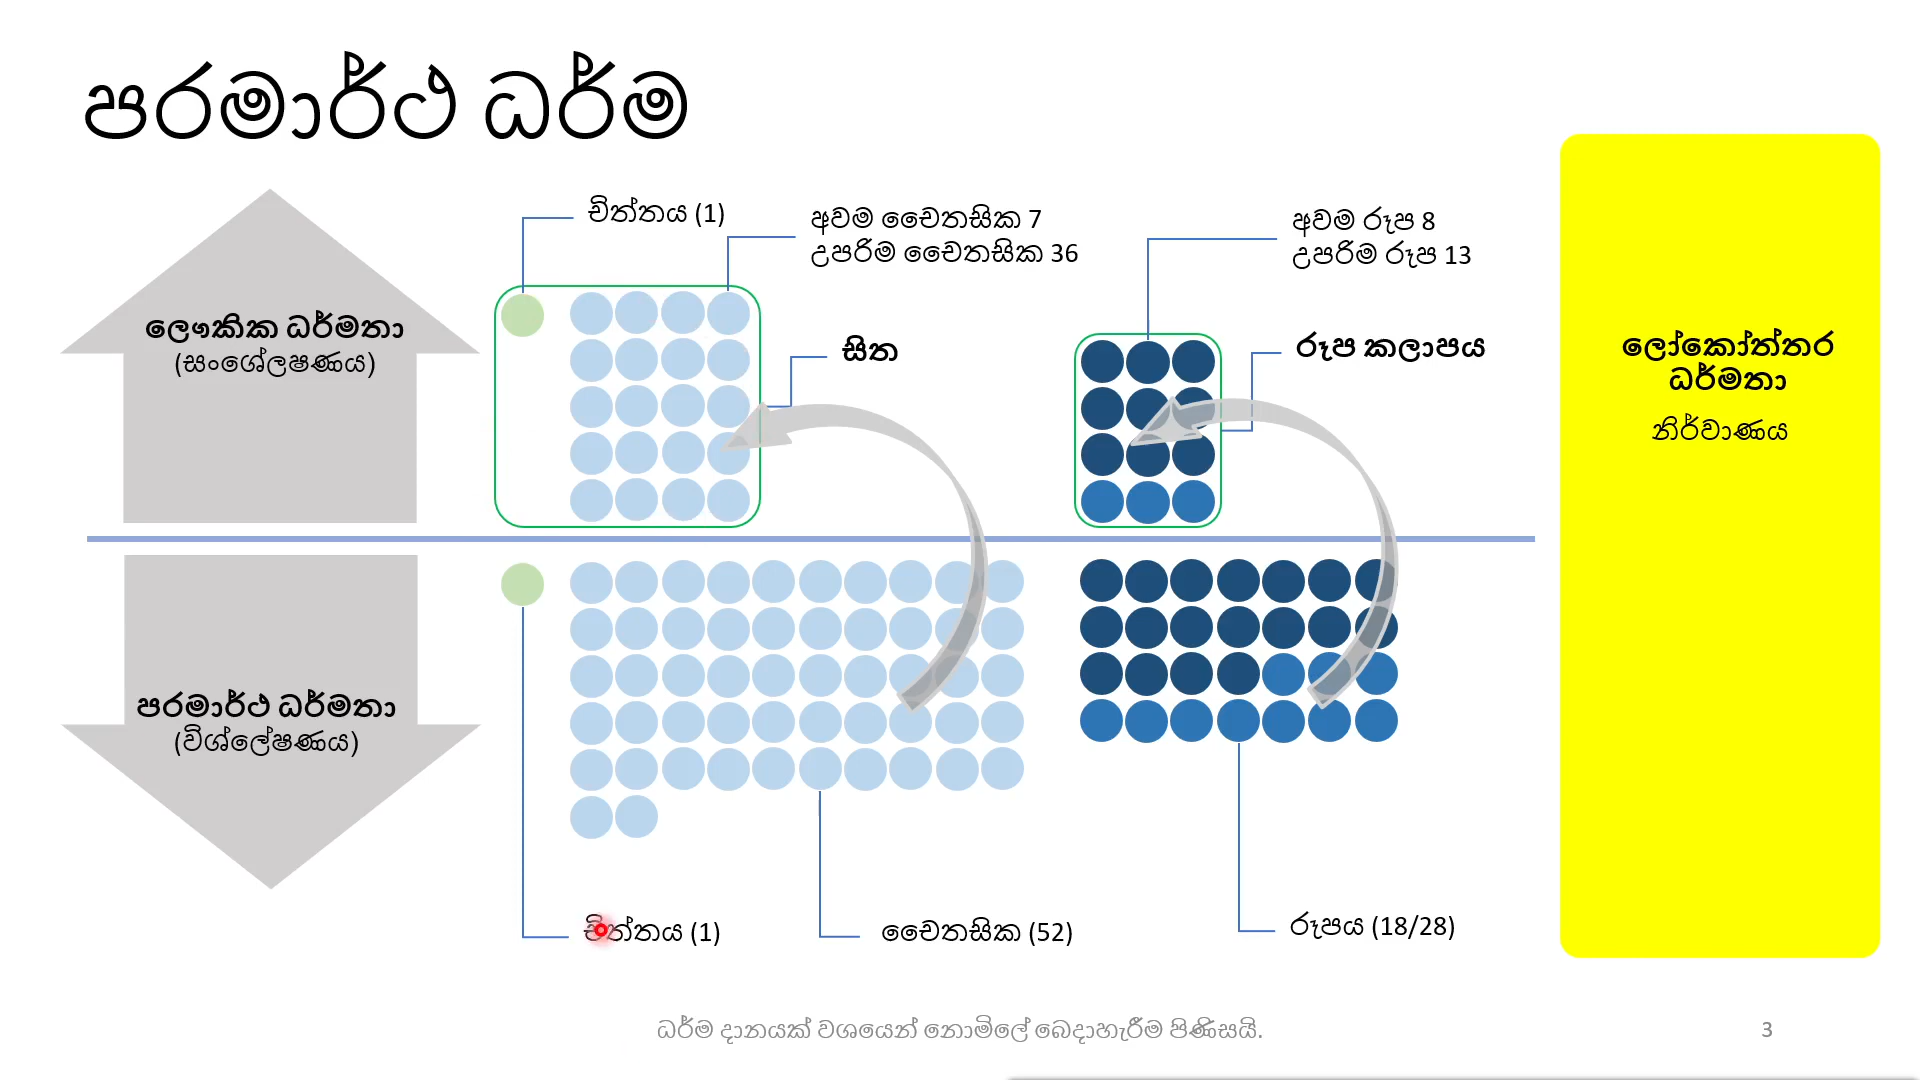 පරමාර්ථ ධර්ම
චිත්තය (1)
අවම චෛතසික 7
උපරිම චෛතසික 36
අවම රූප 8
උපරිම රූප 13
ලෞකික ධර්මතා
(සංශේලෂණය)
සිත
රූප කලාපය
ලෝකෝත්තර
ධර්මතා
නිර්වාණය
පරමාර්ථ ධර්මතා
(විශ්ලේෂණය)
චිත්තය (1)
චෛතසික (52)
රූපය (18/28)
ධර්ම දානයක් වශයෙන් නොමිලේ බෙදාහැරීම පිණිසයි.
3